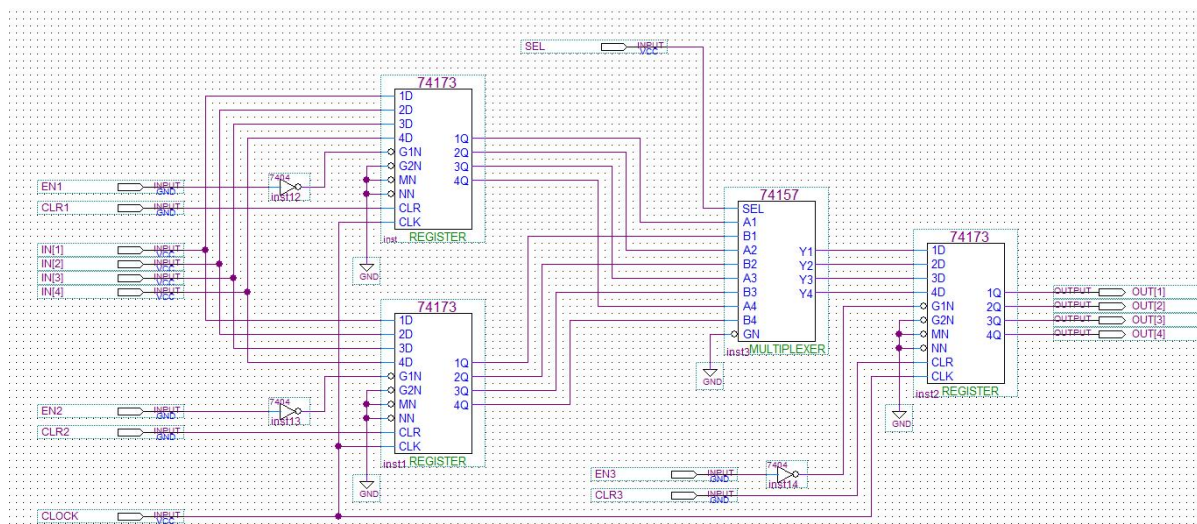 SEL INPUT VCC
74173
1D
2D
3D
4D
G1N
G2N
MN
NN
CLR
CLK
1Q
2Q
3Q
4Q
inst REGISTER
GND
EN1 INPUT GND
7404
inst12
CLR1 INPUT GND
IN[1] INPUT VCC
IN[2] INPUT VCC
IN[3] INPUT VCC
IN[4] INPUT VCC
74173
1D
2D
3D
4D
G1N
G2N
MN
NN
CLR
CLK
1Q
2Q
3Q
4Q
inst1 REGISTER
GND
EN2 INPUT GND
7404
inst13
CLR2 INPUT GND
CLOCK INPUT VCC
74157
SEL
A1
B1
A2
B2
A3
B3
A4
B4
GN
Y1
Y2
Y3
Y4
inst3 MULTIPLEXER
GND
74173
1D
2D
3D
4D
G1N
G2N
MN
NN
CLR
CLK
1Q
2Q
3Q
4Q
inst2 REGISTER
GND
OUTPUT OUT[1]
OUTPUT OUT[2]
OUTPUT OUT[3]
OUTPUT OUT[4]
EN3 INPUT GND
7404
inst14
CLR3 INPUT GND